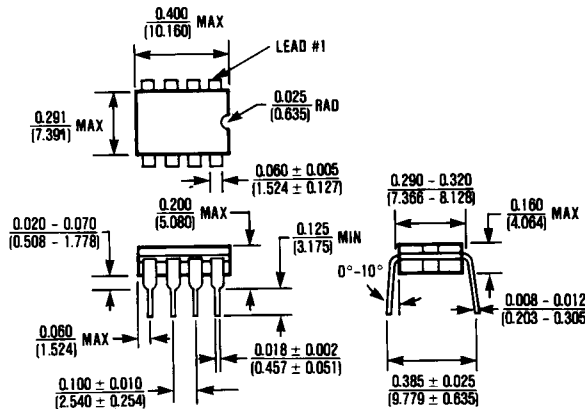 0.400
(10.160)
MAX
LEAD #1
0.025
(0.635)
RAD
0.291
(7.391)
MAX
0.060 ± 0.005
(1.524 ± 0.127)
0.290 - 0.320
(7.366 - 8.128)
0.200
(5.080)
MAX
0.160
(4.064)
MAX
0.020 - 0.070
(0.508 - 1.778)
0.125
(3.175)
MIN
0°-10°
0.008 - 0.012
(0.203 - 0.305)
0.060
(1.524)
MAX
0.018 ± 0.002
(0.457 ± 0.051)
0.100 ± 0.010
(2.540 ± 0.254)
0.385 ± 0.025
(9.779 ± 0.635)